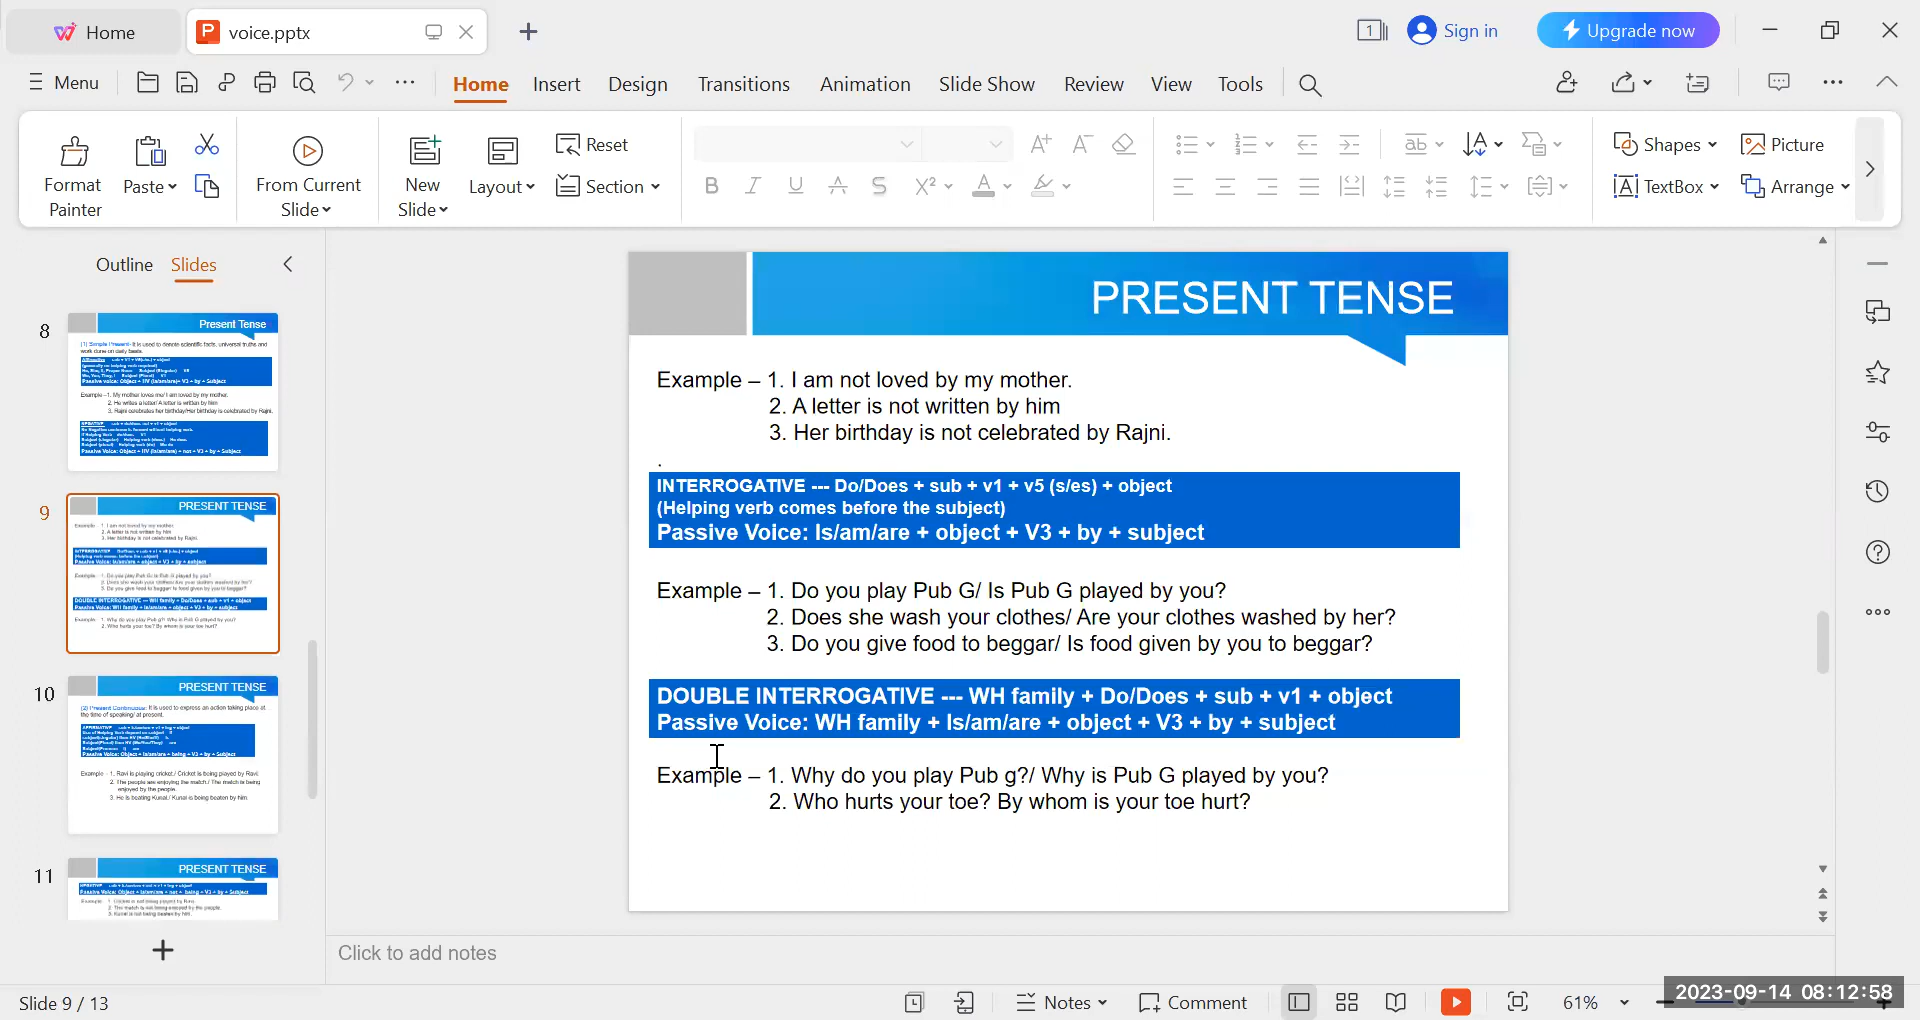 Home
voice.pptx
1
Sign in
Upgrade now
Menu
Home Insert Design Transitions Animation Slide Show Review View Tools
Format Painter
Paste
From Current Slide
New Slide
Layout
Reset
Section
Shapes
Picture
TextBox
Arrange
Outline Slides
8
Present Tense
9
PRESENT TENSE
10
PRESENT TENSE
11
PRESENT TENSE
PRESENT TENSE
Example – 1. I am not loved by my mother.
2. A letter is not written by him
3. Her birthday is not celebrated by Rajni.
.
INTERROGATIVE --- Do/Does + sub + v1 + v5 (s/es) + object
(Helping verb comes before the subject)
Passive Voice: Is/am/are + object + V3 + by + subject
Example – 1. Do you play Pub G/ Is Pub G played by you?
2. Does she wash your clothes/ Are your clothes washed by her?
3. Do you give food to beggar/ Is food given by you to beggar?
DOUBLE INTERROGATIVE --- WH family + Do/Does + sub + v1 + object
Passive Voice: WH family + Is/am/are + object + V3 + by + subject
Example – 1. Why do you play Pub g?/ Why is Pub G played by you?
2. Who hurts your toe? By whom is your toe hurt?
Click to add notes
Slide 9 / 13
Notes
Comment
61%
2023-09-14 08:12:58